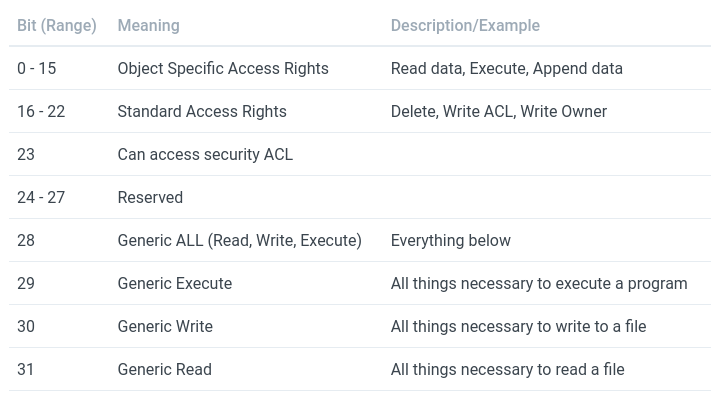 Bit (Range) Meaning Description/Example
0 - 15 Object Specific Access Rights Read data, Execute, Append data
16 - 22 Standard Access Rights Delete, Write ACL, Write Owner
23 Can access security ACL
24 - 27 Reserved
28 Generic ALL (Read, Write, Execute) Everything below
29 Generic Execute All things necessary to execute a program
30 Generic Write All things necessary to write to a file
31 Generic Read All things necessary to read a file